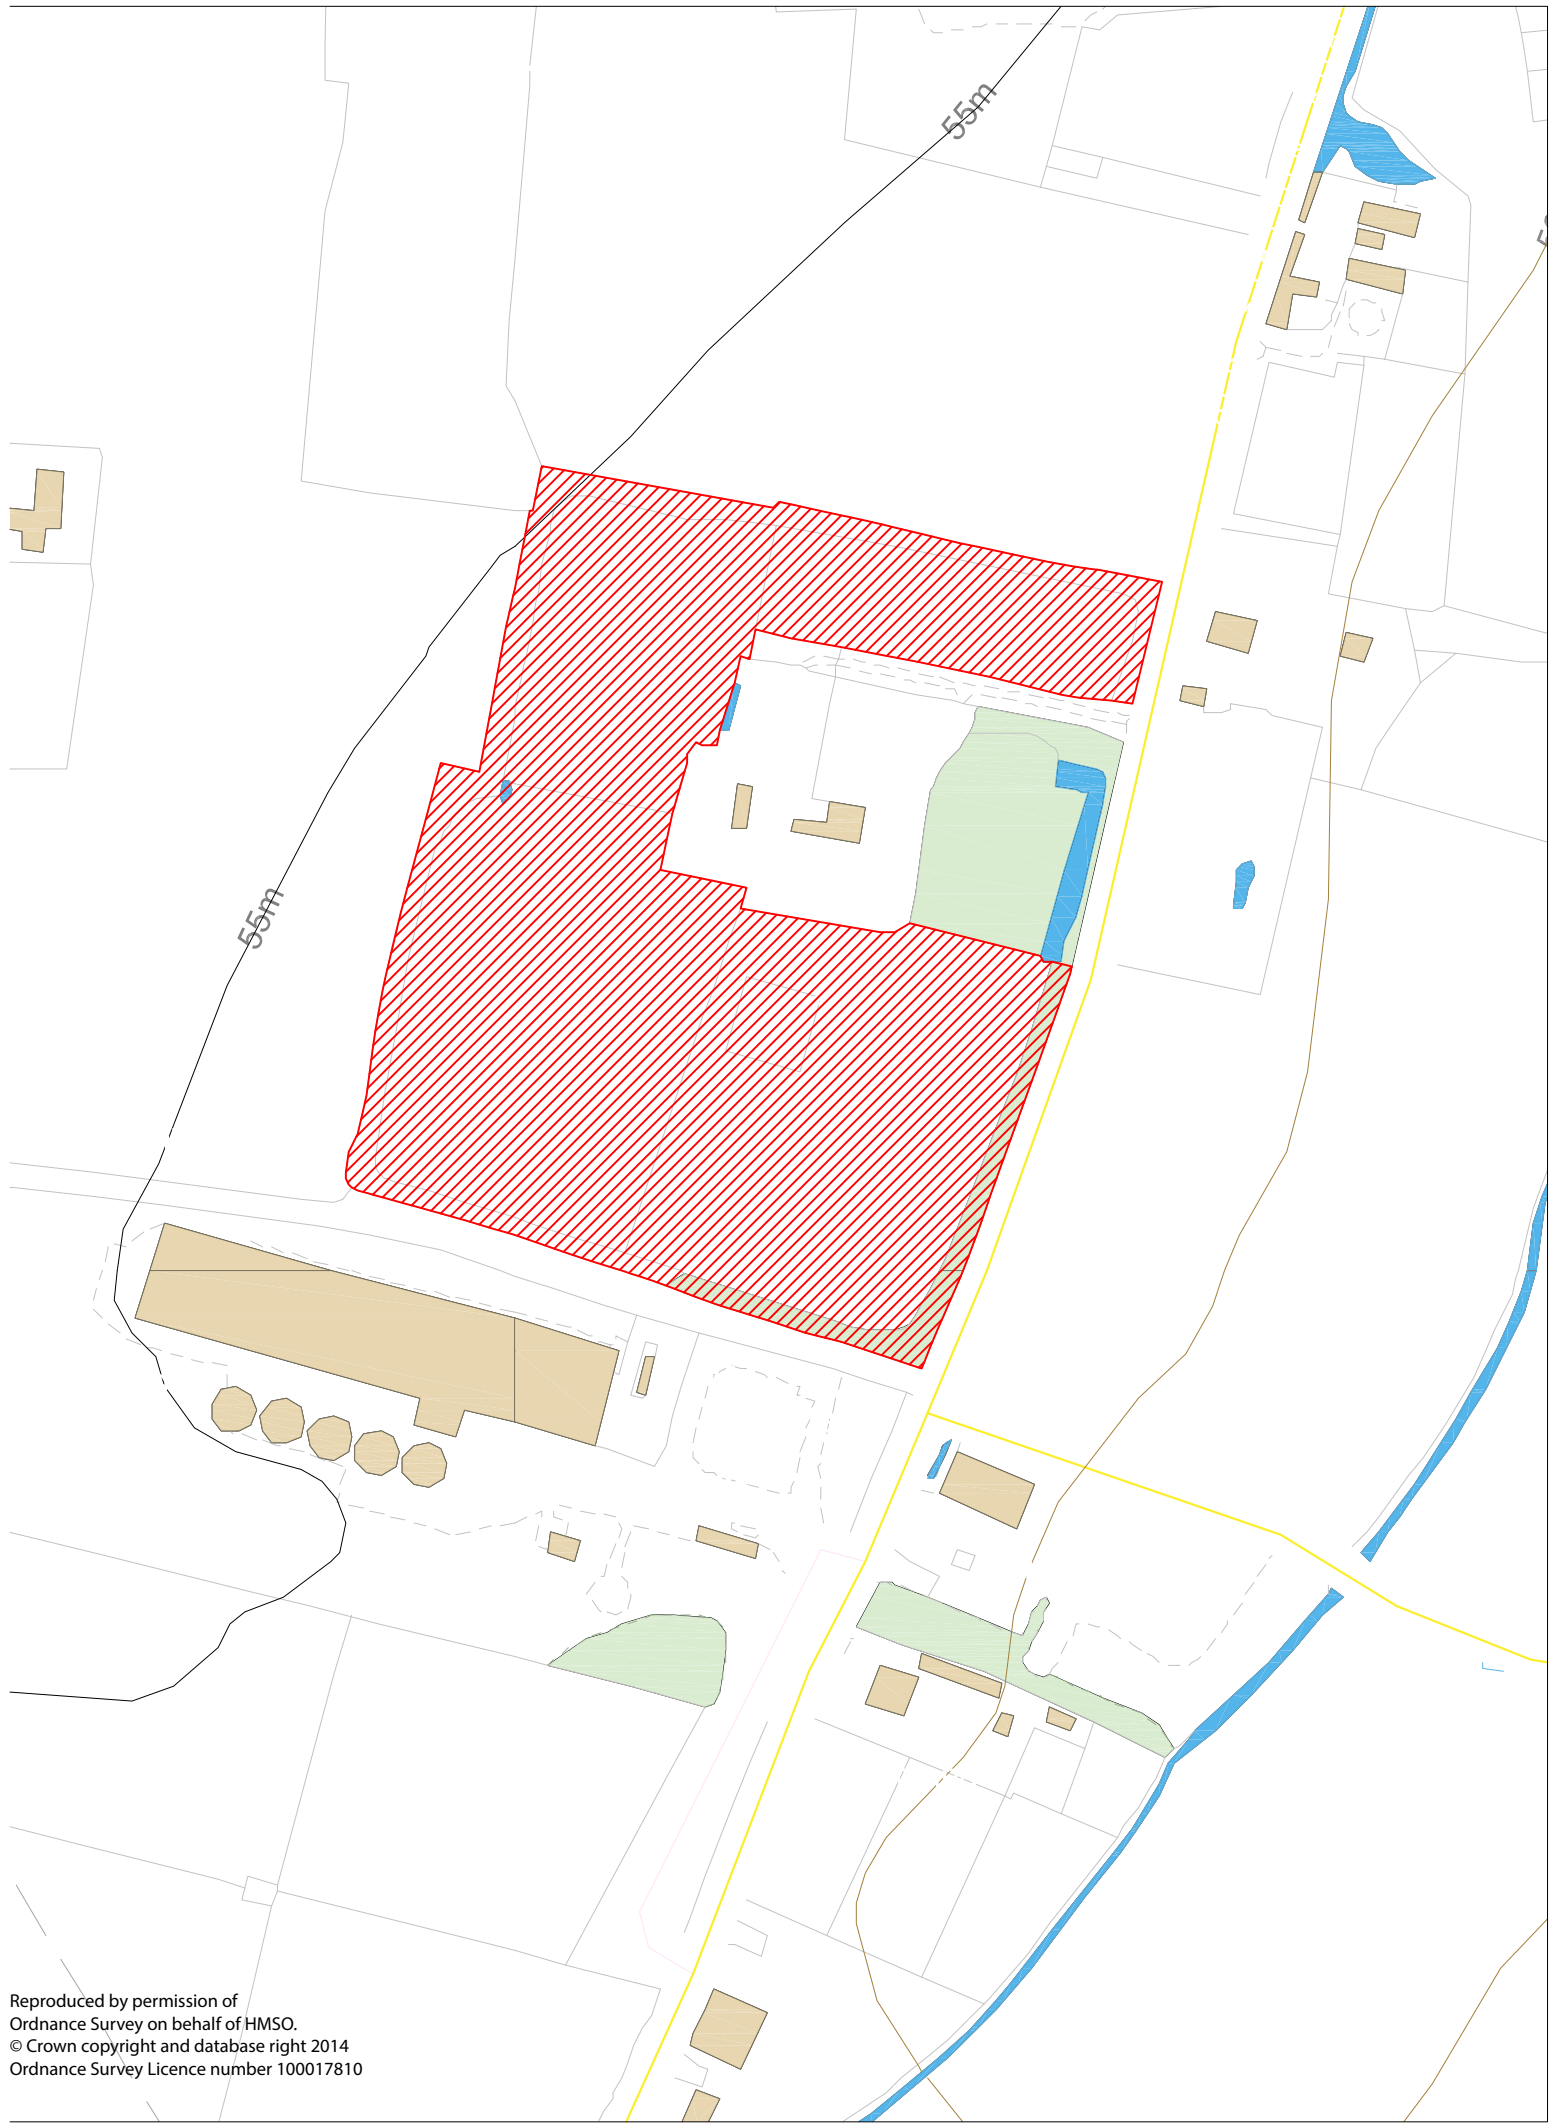 55m
55m
Reproduced by permission of
Ordnance Survey on behalf of HMSO.
© Crown copyright and database right 2014
Ordnance Survey Licence number 100017810